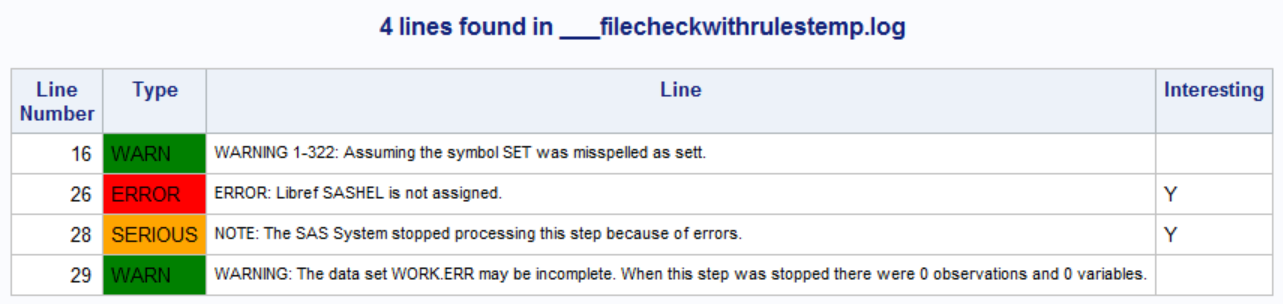 4 lines found in ___filecheckwithrulestemp.log
Line Number Type Line Interesting
16 WARN WARNING 1-322: Assuming the symbol SET was misspelled as sett.
26 ERROR ERROR: Libref SASHEL is not assigned. Y
28 SERIOUS NOTE: The SAS System stopped processing this step because of errors. Y
29 WARN WARNING: The data set WORK.ERR may be incomplete. When this step was stopped there were 0 observations and 0 variables.